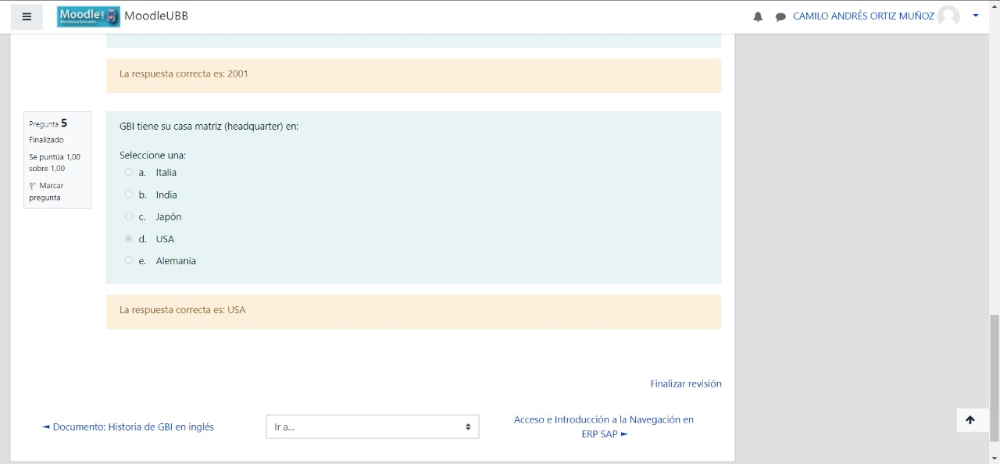 Moodle
MoodleUBB
CAMILO ANDRÉS ORTIZ MUÑOZ
La respuesta correcta es: 2001
Pregunta 5
Finalizado
Se puntúa 1,00
sobre 1,00
Marcar
pregunta
GBI tiene su casa matriz (headquarter) en:
Seleccione una:
a. Italia
b. India
c. Japón
d. USA
e. Alemania
La respuesta correcta es: USA
Finalizar revisión
◄ Documento: Historia de GBI en inglés
Ir a...
Acceso e Introducción a la Navegación en
ERP SAP ►